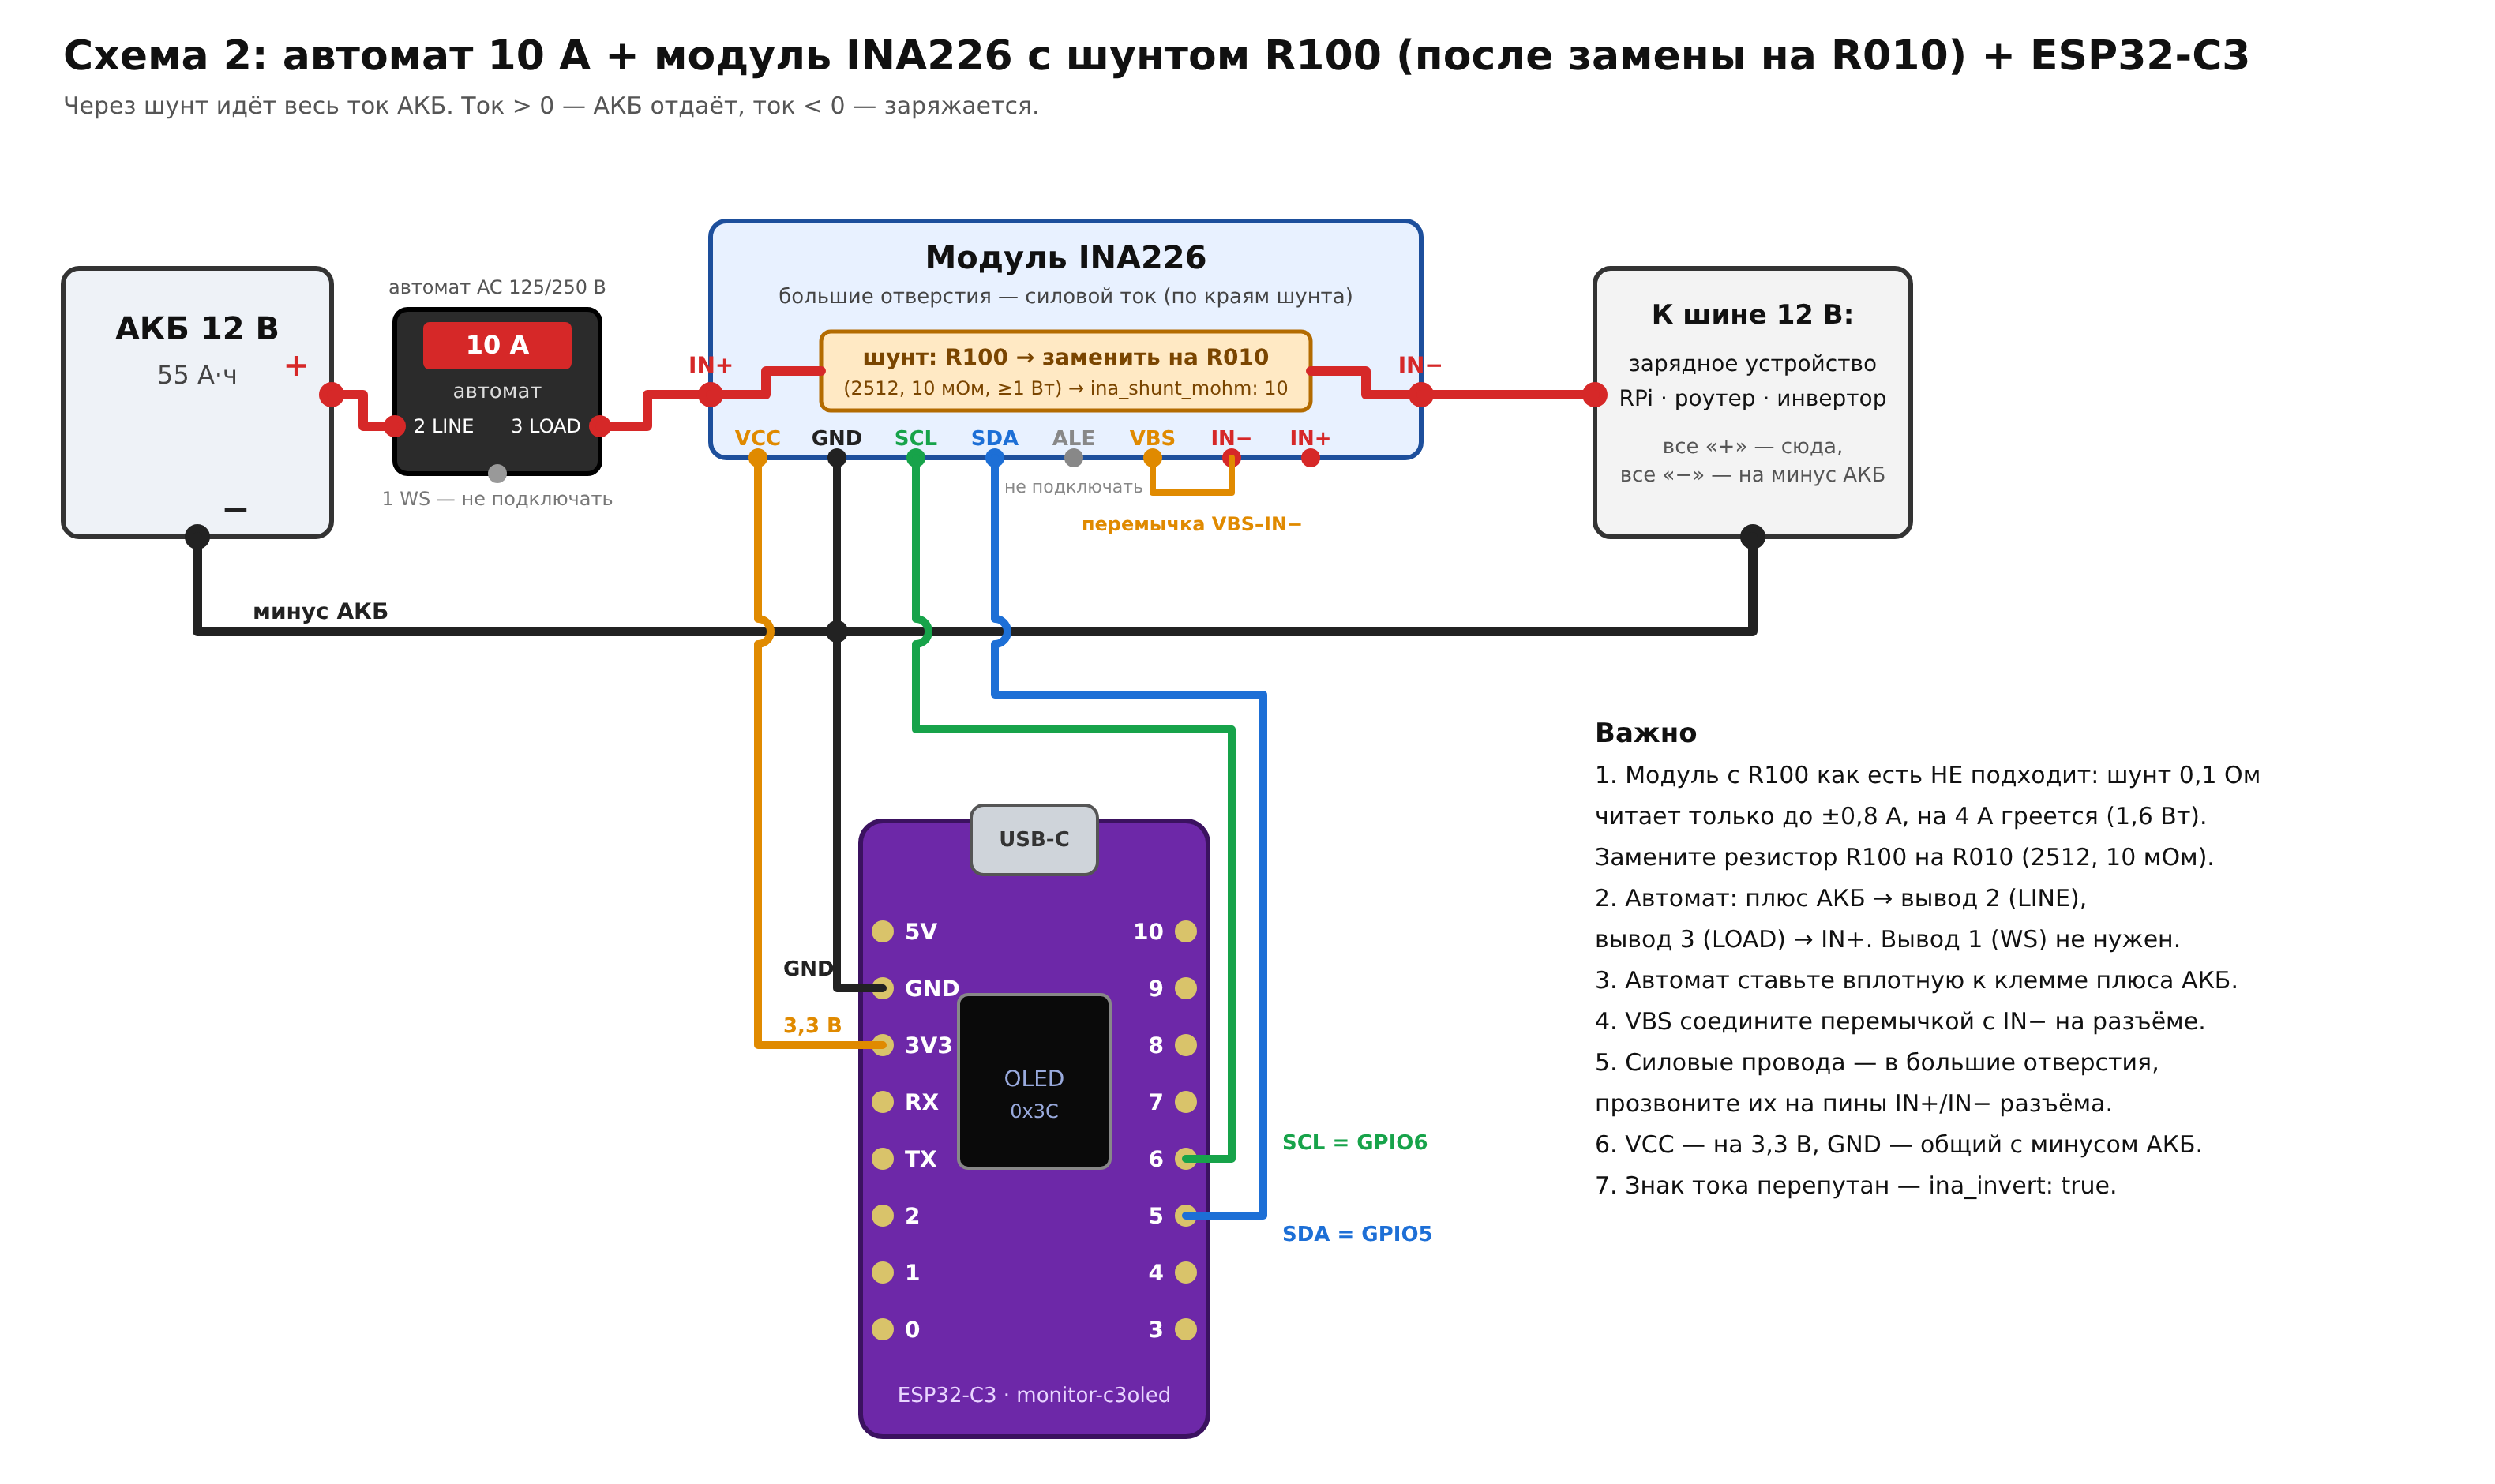 Схема 2: автомат 10 А + модуль INA226 с шунтом R100 (после замены на R010) + ESP32-C3
Через шунт идёт весь ток АКБ. Ток > 0 — АКБ отдаёт, ток < 0 — заряжается.
АКБ 12 В
55 А·ч
+
−
автомат AC 125/250 В
10 А
автомат
2 LINE
3 LOAD
1 WS — не подключать
Модуль INA226
большие отверстия — силовой ток (по краям шунта)
IN+
шунт: R100 → заменить на R010
(2512, 10 мОм, ≥1 Вт) → ina_shunt_mohm: 10
IN−
VCC
GND
SCL
SDA
ALE
VBS
IN−
IN+
не подключать
перемычка VBS–IN−
К шине 12 В:
зарядное устройство
RPi · роутер · инвертор
все «+» — сюда,
все «−» — на минус АКБ
минус АКБ
USB-C
5V
GND
3V3
RX
TX
2
1
0
10
9
8
7
6
5
4
3
GND
3,3 В
OLED
0x3C
SCL = GPIO6
SDA = GPIO5
ESP32-C3 · monitor-c3oled
Важно
1. Модуль с R100 как есть НЕ подходит: шунт 0,1 Ом
читает только до ±0,8 А, на 4 А греется (1,6 Вт).
Замените резистор R100 на R010 (2512, 10 мОм).
2. Автомат: плюс АКБ → вывод 2 (LINE),
вывод 3 (LOAD) → IN+. Вывод 1 (WS) не нужен.
3. Автомат ставьте вплотную к клемме плюса АКБ.
4. VBS соедините перемычкой с IN− на разъёме.
5. Силовые провода — в большие отверстия,
прозвоните их на пины IN+/IN− разъёма.
6. VCC — на 3,3 В, GND — общий с минусом АКБ.
7. Знак тока перепутан — ina_invert: true.